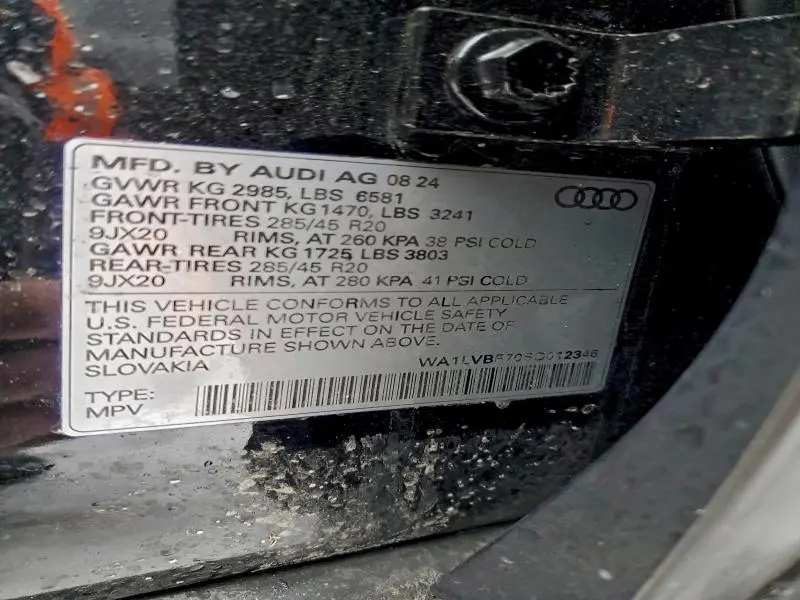 MFD. BY AUDI AG 08 24
GVWR KG 2985, LBS 6581
GAWR FRONT KG 1470, LBS 3241
FRONT-TIRES 285/45 R20
9JX20 RIMS, AT 260 KPA 38 PSI COLD
GAWR REAR KG 1725, LBS 3803
REAR-TIRES 285/45 R20
9JX20 RIMS, AT 280 KPA 41 PSI COLD
THIS VEHICLE CONFORMS TO ALL APPLICABLE
U.S. FEDERAL MOTOR VEHICLE SAFETY
STANDARDS IN EFFECT ON THE DATE OF
MANUFACTURE SHOWN ABOVE.
SLOVAKIA
TYPE:
MPV